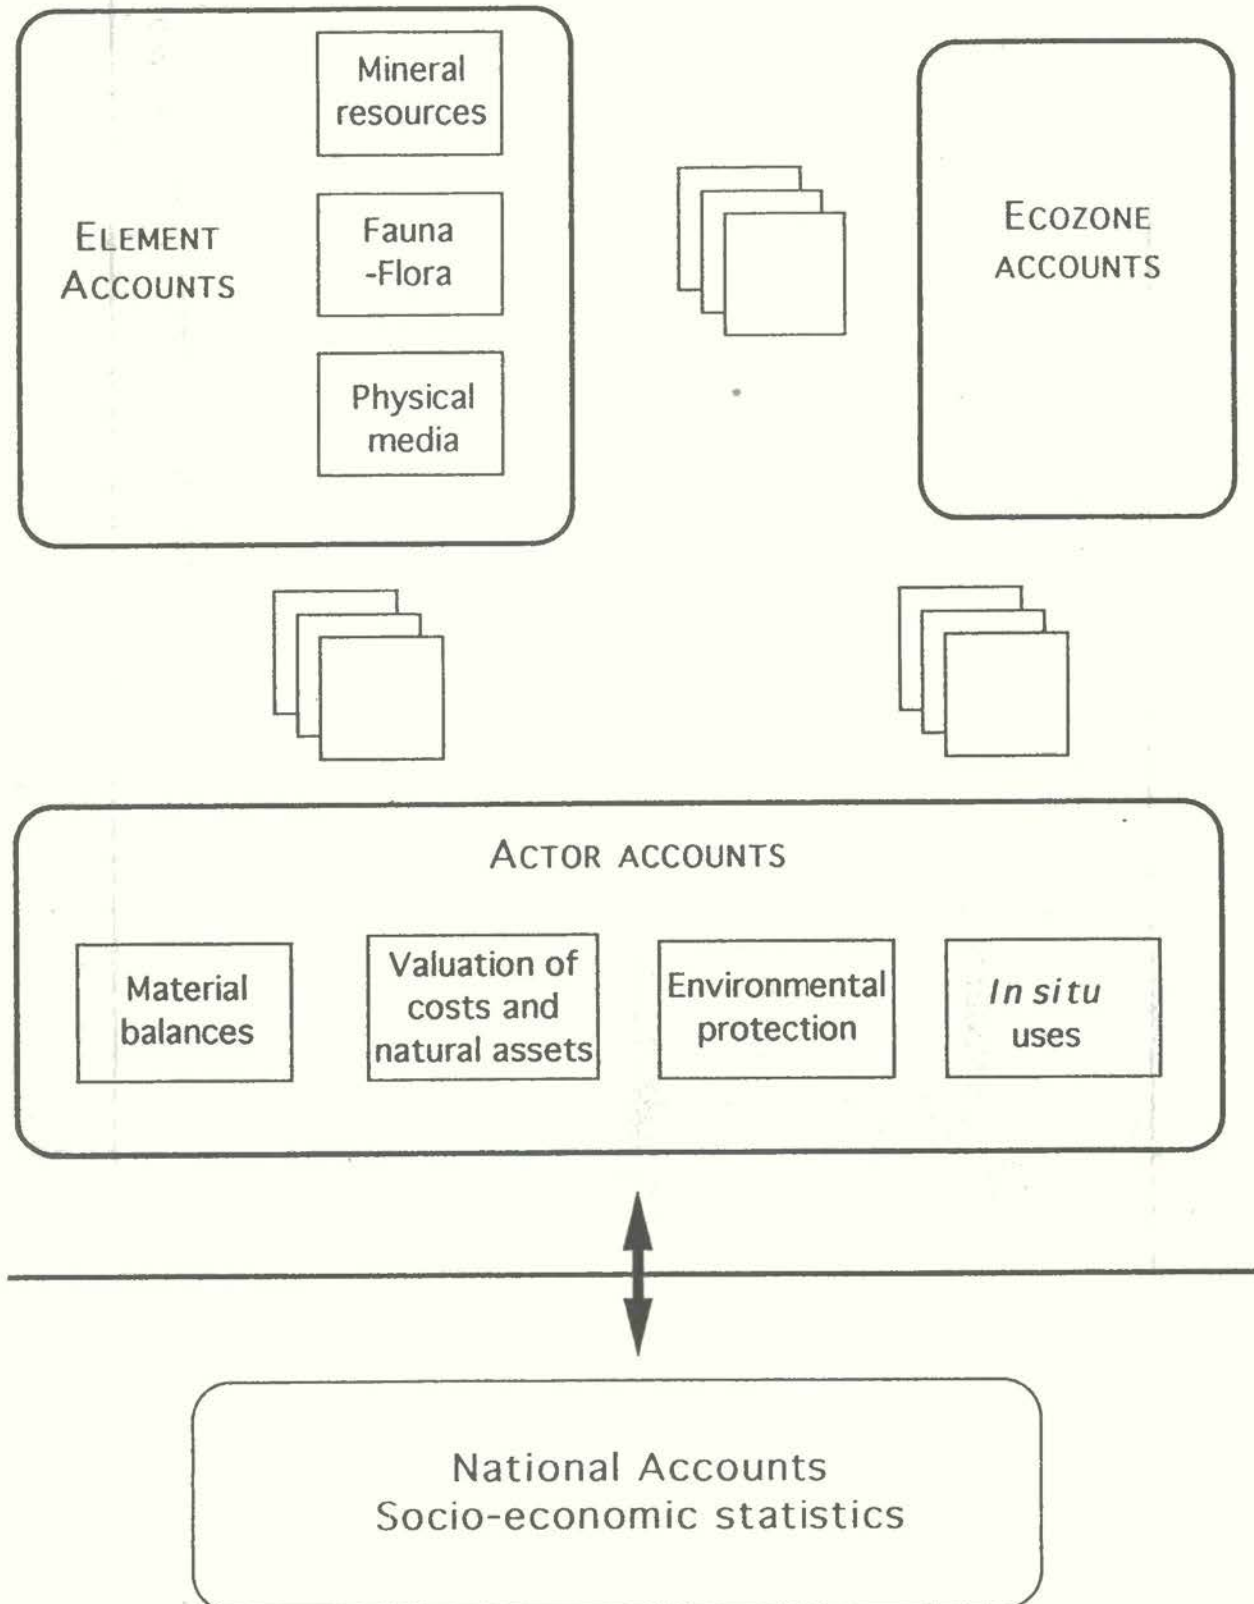 Mineral
resources
ELEMENT
ACCOUNTS
Fauna
-Flora
Physical
media
ECOZONE
ACCOUNTS
ACTOR ACCOUNTS
Material
balances
Valuation of
costs and
natural assets
Environmental
protection
In situ
uses
National Accounts
Socio-economic statistics